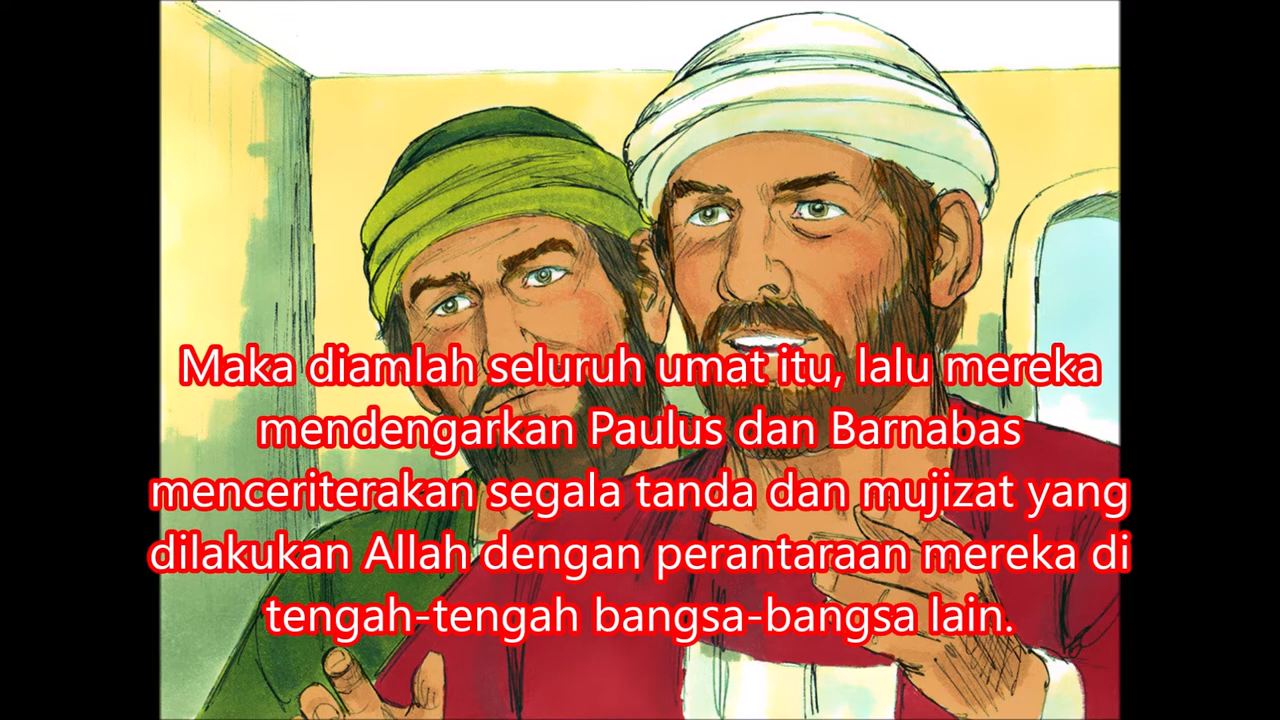 Maka diamlah seluruh umat itu, lalu mereka
mendengarkan Paulus dan Barnabas
menceriterakan segala tanda dan mujizat yang
dilakukan Allah dengan perantaraan mereka di
tengah-tengah bangsa-bangsa lain.